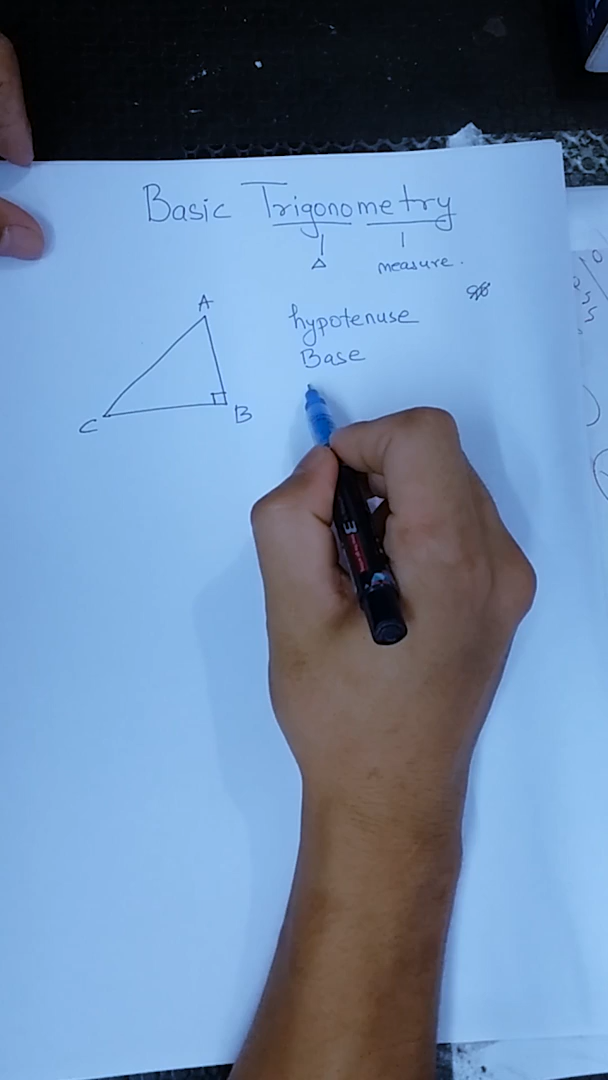 Basic Trigonometry
Δ measure.
hypotenuse
Base
A
C
B